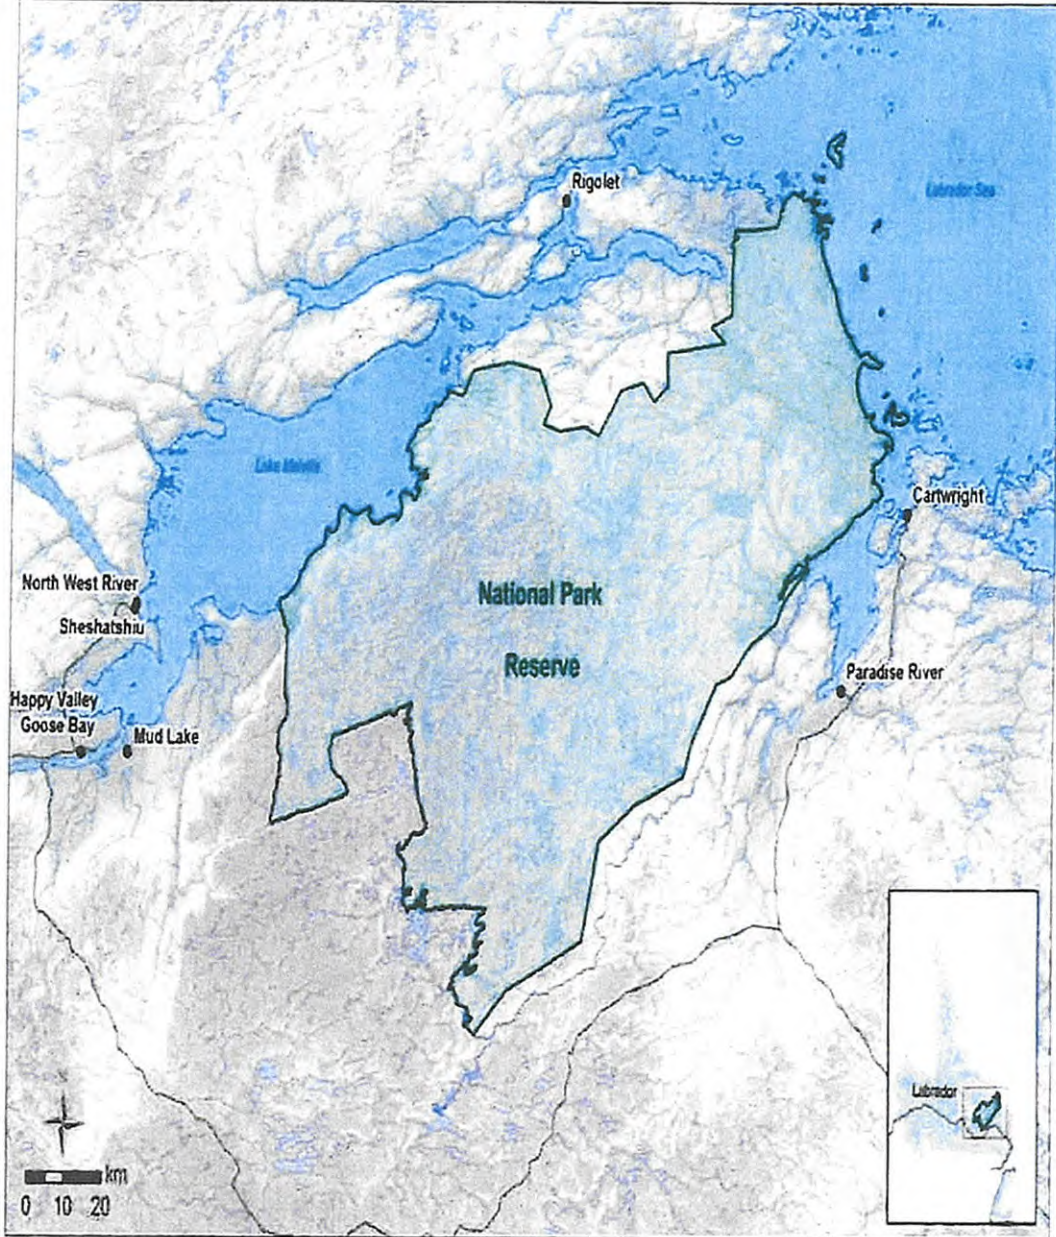 Rigolet
Labrador Sea
Lake Melville
Cartwright
North West River
Sheshatshiu
National Park
Reserve
Paradise River
Happy Valley
Goose Bay
Mud Lake
Labrador
km
0 10 20